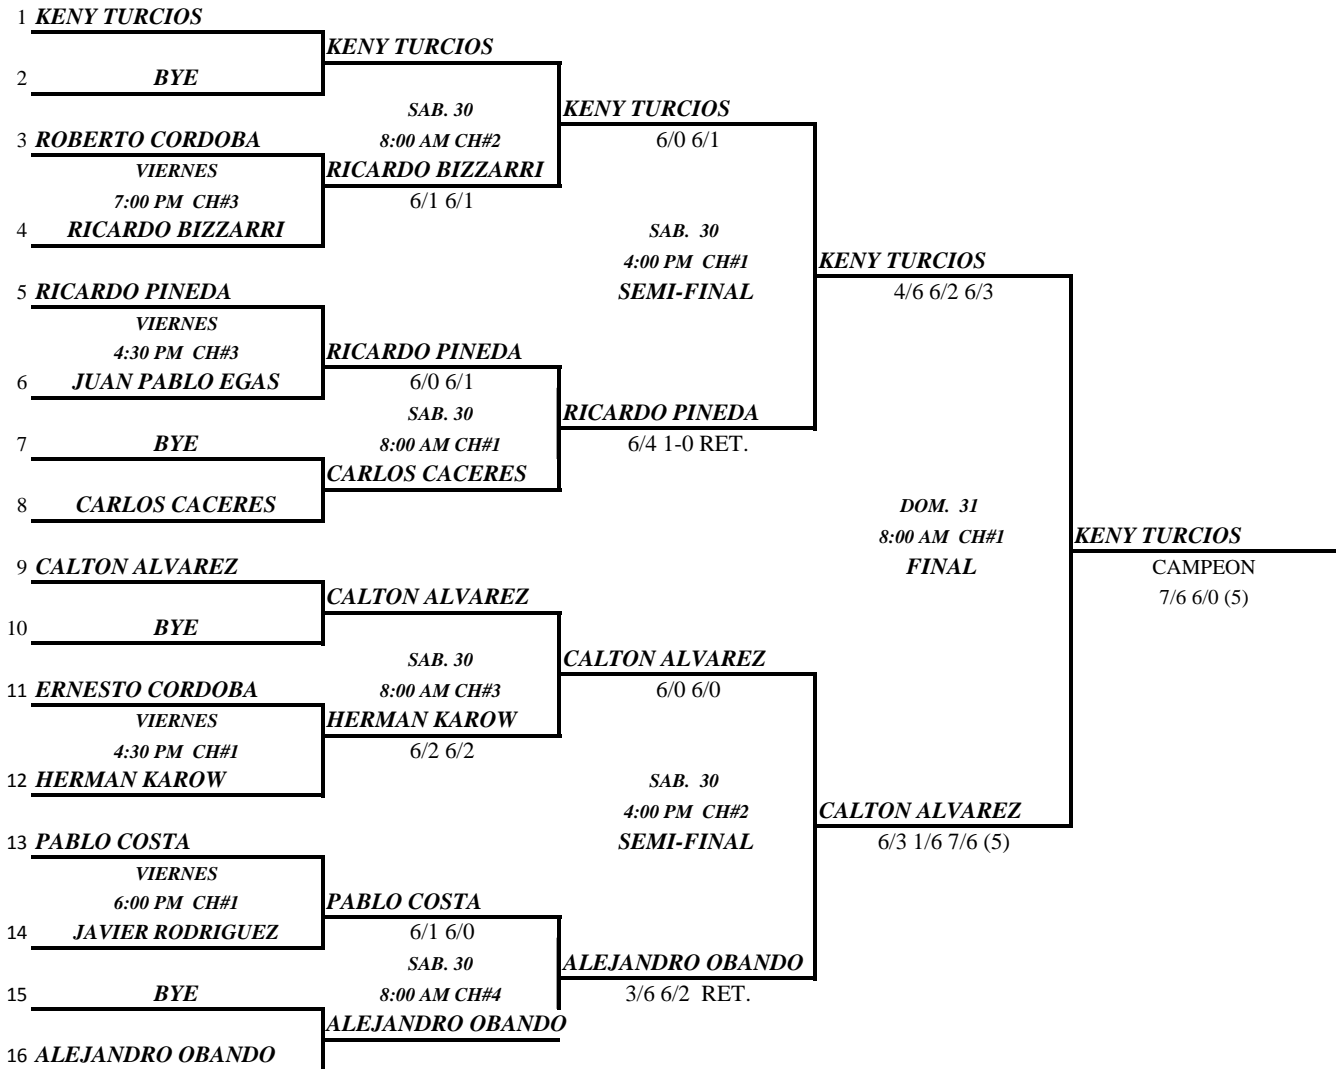 1 KENY TURCIOS
KENY TURCIOS
2 BYE
SAB. 30
KENY TURCIOS
3 ROBERTO CORDOBA
8:00 AM CH#2
6/0 6/1
VIERNES
RICARDO BIZZARRI
7:00 PM CH#3
6/1 6/1
4 RICARDO BIZZARRI
SAB. 30
4:00 PM CH#1
KENY TURCIOS
5 RICARDO PINEDA
SEMI-FINAL
4/6 6/2 6/3
VIERNES
4:30 PM CH#3
RICARDO PINEDA
6 JUAN PABLO EGAS
6/0 6/1
SAB. 30
RICARDO PINEDA
7 BYE
8:00 AM CH#1
6/4 1-0 RET.
CARLOS CACERES
8 CARLOS CACERES
DOM. 31
8:00 AM CH#1
KENY TURCIOS
9 CALTON ALVAREZ
FINAL
CAMPEON
CALTON ALVAREZ
7/6 6/0 (5)
10 BYE
SAB. 30
CALTON ALVAREZ
11 ERNESTO CORDOBA
8:00 AM CH#3
6/0 6/0
VIERNES
HERMAN KAROW
4:30 PM CH#1
6/2 6/2
12 HERMAN KAROW
SAB. 30
4:00 PM CH#2
CALTON ALVAREZ
13 PABLO COSTA
SEMI-FINAL
6/3 1/6 7/6 (5)
VIERNES
6:00 PM CH#1
PABLO COSTA
14 JAVIER RODRIGUEZ
6/1 6/0
SAB. 30
ALEJANDRO OBANDO
15 BYE
8:00 AM CH#4
3/6 6/2 RET.
ALEJANDRO OBANDO
16 ALEJANDRO OBANDO